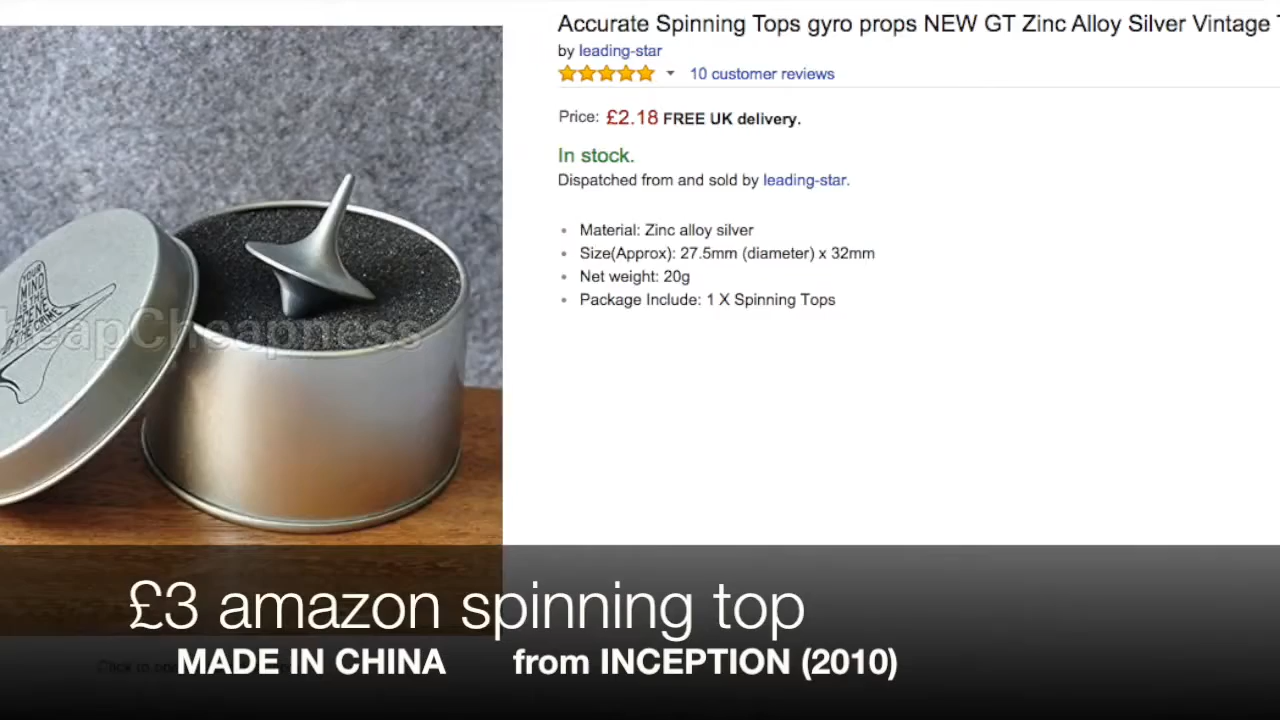 Accurate Spinning Tops gyro props NEW GT Zinc Alloy Silver Vintage
by leading-star
10 customer reviews
Price: £2.18 FREE UK delivery.
In stock.
Dispatched from and sold by leading-star.
Material: Zinc alloy silver
Size(Approx): 27.5mm (diameter) x 32mm
Net weight: 20g
Package Include: 1 X Spinning Tops
YOUR
MIND
IS THE
SCENE
OF THE
CRIME
£3 amazon spinning top
Click to
MADE IN CHINA from INCEPTION (2010)